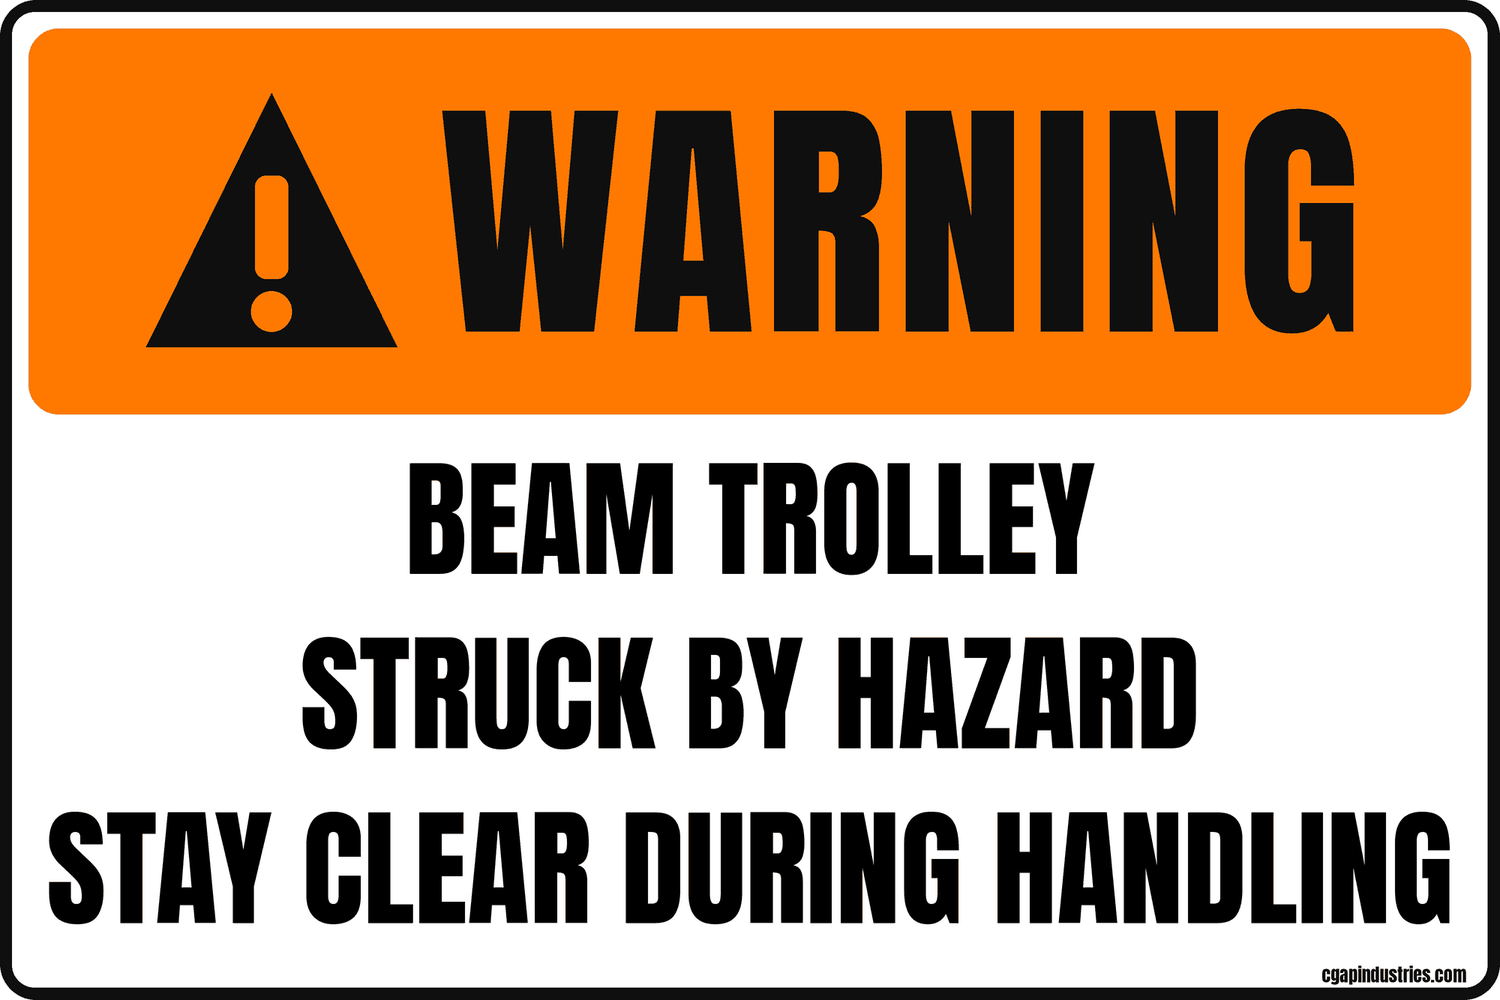 WARNING
BEAM TROLLEY
STRUCK BY HAZARD
STAY CLEAR DURING HANDLING
cgapindustries.com